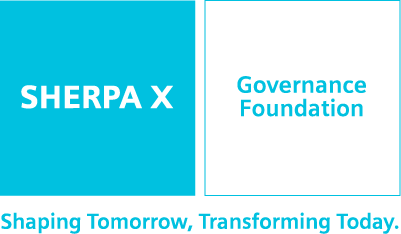 SHERPA X
Governance
Foundation
Shaping Tomorrow, Transforming Today.